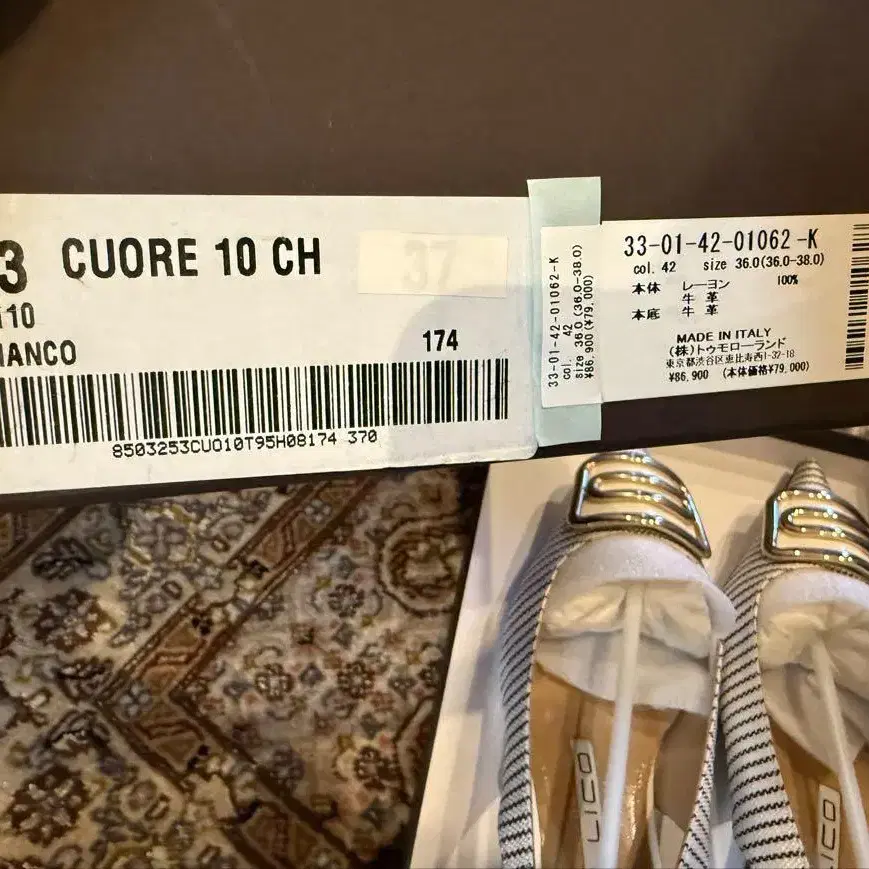 3 CUORE 10 CH
37
110
IANCO
174
8503253CUO10T95H08174 370
33-01-42-01062-K
col. 42
size 36.0(36.0-38.0)
¥86,900(¥79,000)
33-01-42-01062-K
col. 42 size 36.0(36.0-38.0)
本体 レーヨン 100%
牛革
本底 牛革
MADE IN ITALY
(株)トゥモローランド
東京都渋谷区恵比寿西1-32-18
¥86,900 (本体価格¥79,000)
LICO
LICO